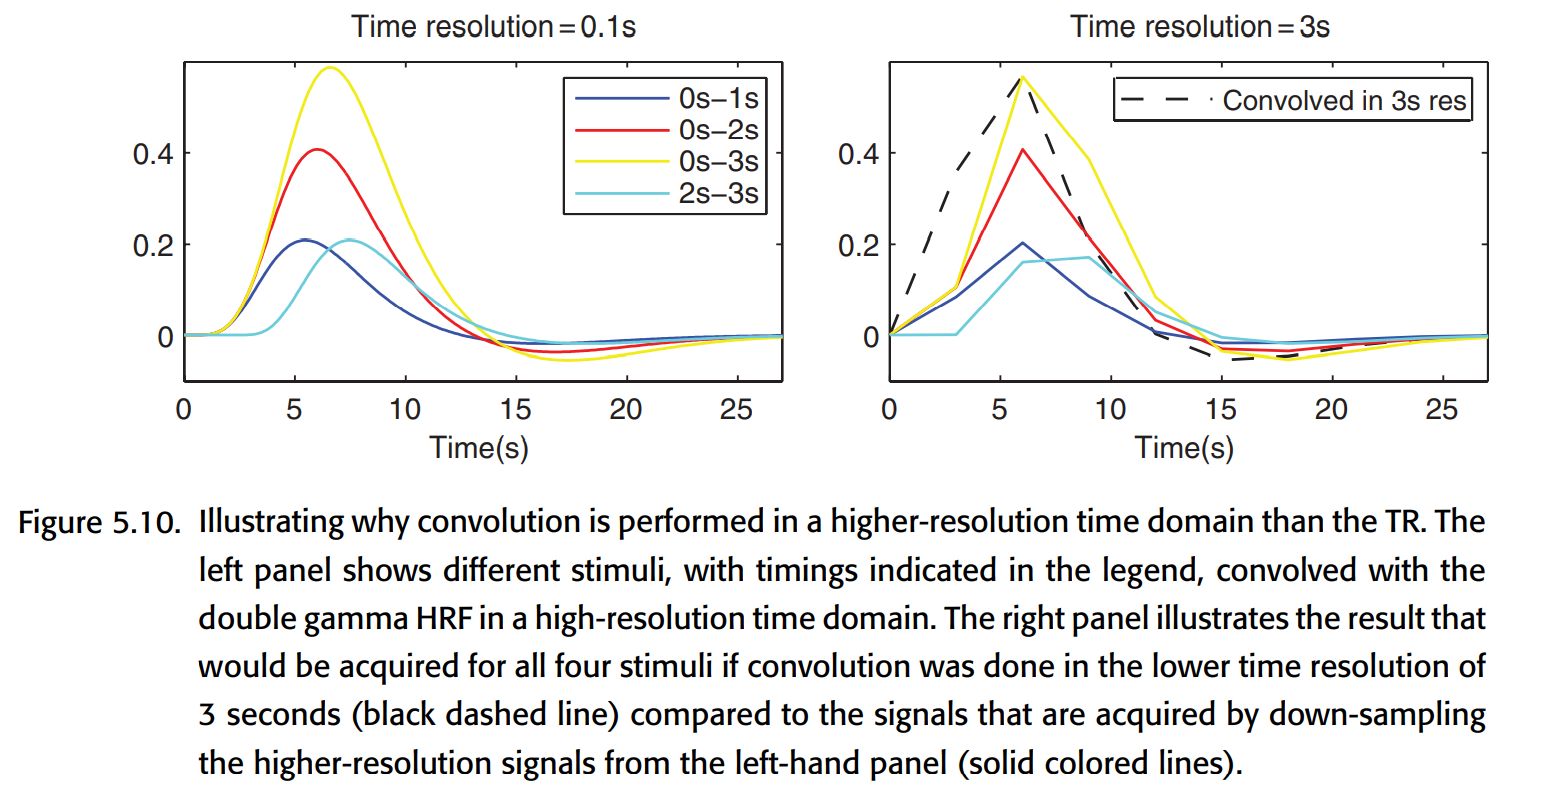 Time resolution = 0.1s
0s–1s
0s–2s
0s–3s
2s–3s
0.4
0.2
0
0 5 10 15 20 25
Time(s)
Time resolution = 3s
Convolved in 3s res
0.4
0.2
0
0 5 10 15 20 25
Time(s)
Figure 5.10. Illustrating why convolution is performed in a higher-resolution time domain than the TR. The
left panel shows different stimuli, with timings indicated in the legend, convolved with the
double gamma HRF in a high-resolution time domain. The right panel illustrates the result that
would be acquired for all four stimuli if convolution was done in the lower time resolution of
3 seconds (black dashed line) compared to the signals that are acquired by down-sampling
the higher-resolution signals from the left-hand panel (solid colored lines).